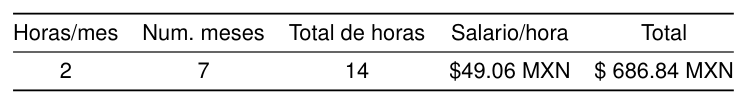 Horas/mes Num. meses Total de horas Salario/hora Total
2 7 14 $49.06 MXN $ 686.84 MXN